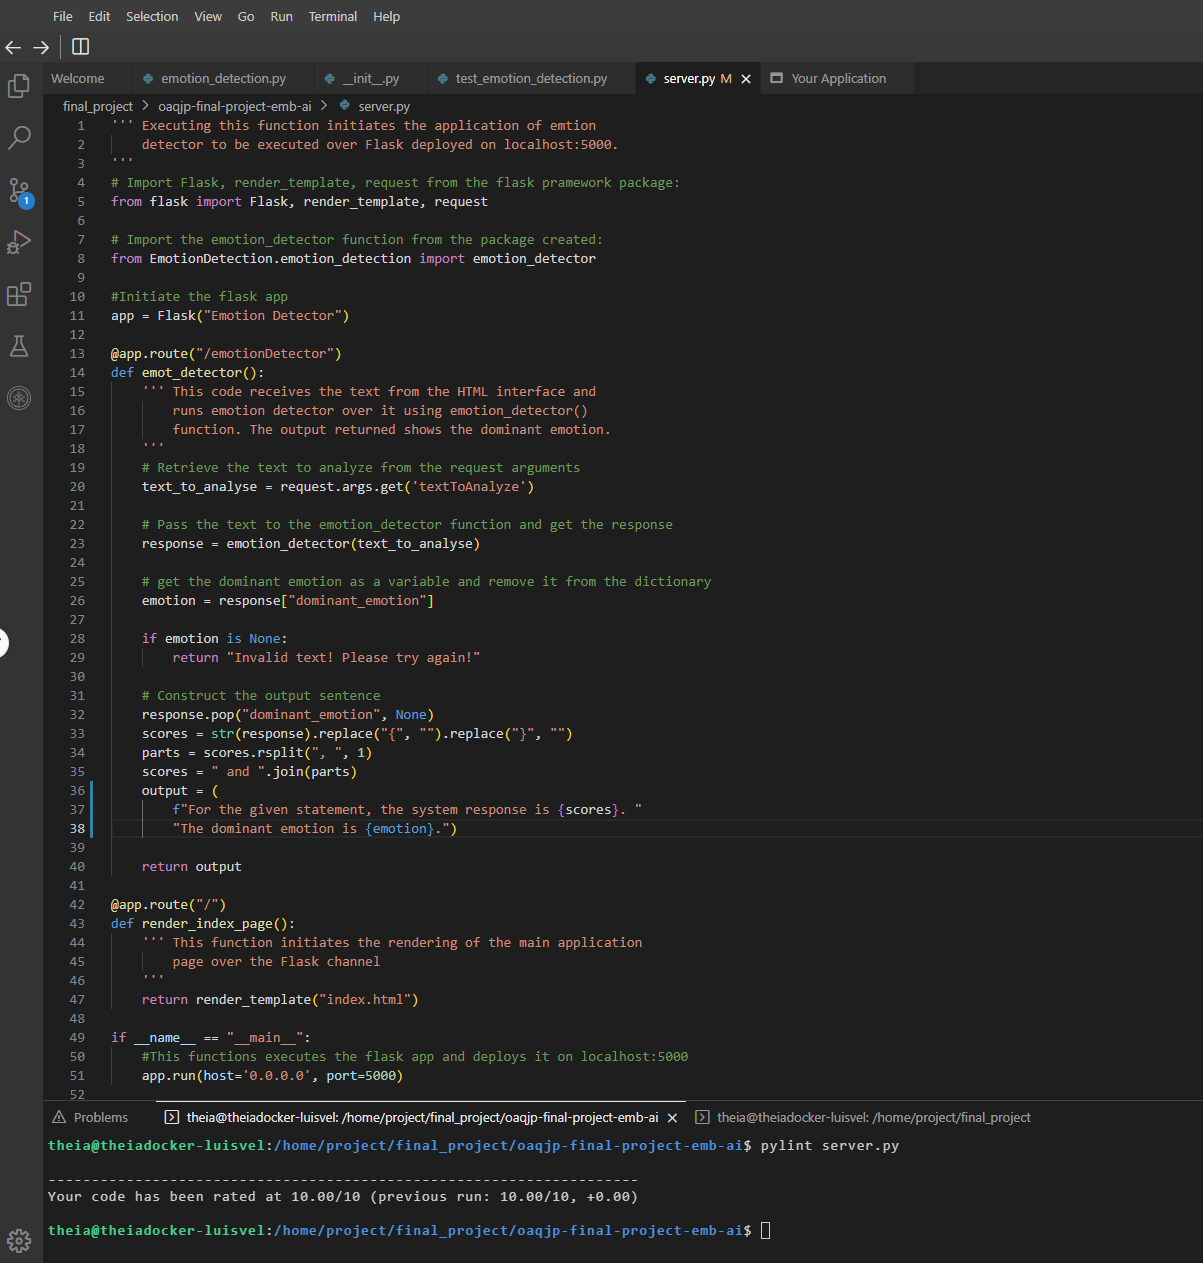 File Edit Selection View Go Run Terminal Help
Welcome emotion_detection.py __init__.py test_emotion_detection.py server.py M Your Application
final_project > oaqjp-final-project-emb-ai > server.py
1 ''' Executing this function initiates the application of emtion
2 detector to be executed over Flask deployed on localhost:5000.
3 '''
4 # Import Flask, render_template, request from the flask pramework package:
5 from flask import Flask, render_template, request
6
7 # Import the emotion_detector function from the package created:
8 from EmotionDetection.emotion_detection import emotion_detector
9
10 #Initiate the flask app
11 app = Flask("Emotion Detector")
12
13 @app.route("/emotionDetector")
14 def emot_detector():
15 ''' This code receives the text from the HTML interface and
16 runs emotion detector over it using emotion_detector()
17 function. The output returned shows the dominant emotion.
18 '''
19 # Retrieve the text to analyze from the request arguments
20 text_to_analyse = request.args.get('textToAnalyze')
21
22 # Pass the text to the emotion_detector function and get the response
23 response = emotion_detector(text_to_analyse)
24
25 # get the dominant emotion as a variable and remove it from the dictionary
26 emotion = response["dominant_emotion"]
27
28 if emotion is None:
29 return "Invalid text! Please try again!"
30
31 # Construct the output sentence
32 response.pop("dominant_emotion", None)
33 scores = str(response).replace("{", "").replace("}", "")
34 parts = scores.rsplit(", ", 1)
35 scores = " and ".join(parts)
36 output = (
37 f"For the given statement, the system response is {scores}. "
38 "The dominant emotion is {emotion}.")
39
40 return output
41
42 @app.route("/")
43 def render_index_page():
44 ''' This function initiates the rendering of the main application
45 page over the Flask channel
46 '''
47 return render_template("index.html")
48
49 if __name__ == "__main__":
50 #This functions executes the flask app and deploys it on localhost:5000
51 app.run(host='0.0.0.0', port=5000)
52
1
Problems theia@theiadocker-luisvel: /home/project/final_project/oaqjp-final-project-emb-ai theia@theiadocker-luisvel: /home/project/final_project
theia@theiadocker-luisvel:/home/project/final_project/oaqjp-final-project-emb-ai$ pylint server.py
--------------------------------------------------------------------
Your code has been rated at 10.00/10 (previous run: 10.00/10, +0.00)
theia@theiadocker-luisvel:/home/project/final_project/oaqjp-final-project-emb-ai$